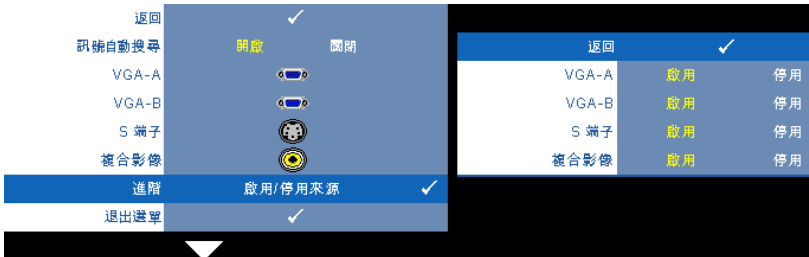 返回
訊號自動搜尋 開啟 關閉
VGA-A
VGA-B
S 端子
複合影像
進階 啟用/停用來源
退出選單
返回
VGA-A 啟用 停用
VGA-B 啟用 停用
S 端子 啟用 停用
複合影像 啟用 停用